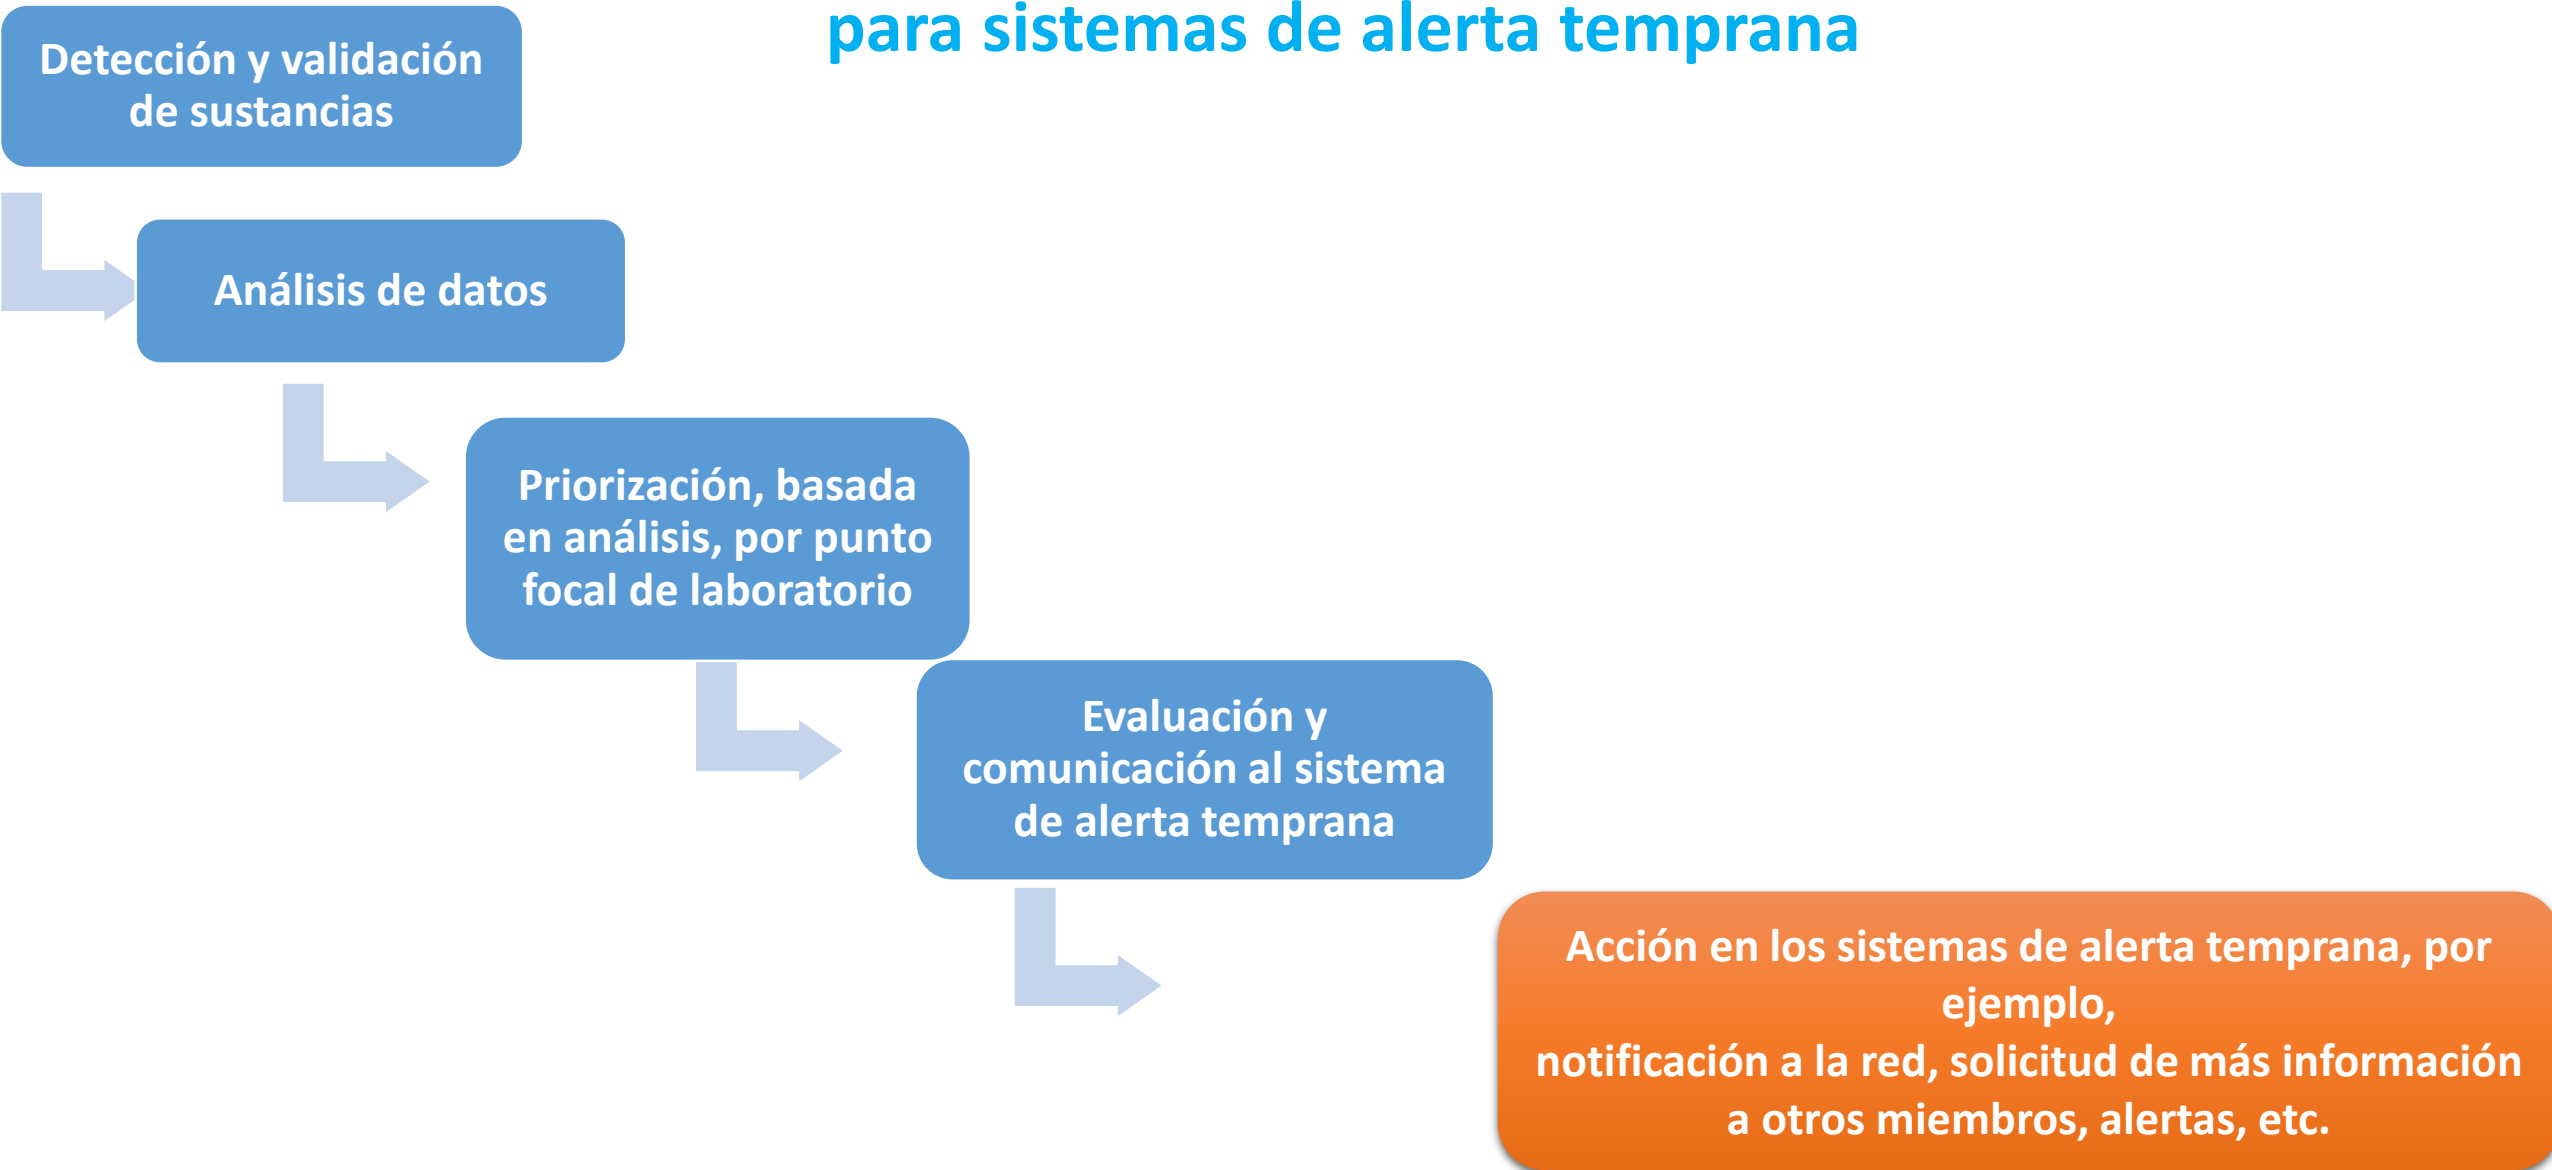 para sistemas de alerta temprana
Detección y validación
de sustancias
Análisis de datos
Priorización, basada
en análisis, por punto
focal de laboratorio
Evaluación y
comunicación al sistema
de alerta temprana
Acción en los sistemas de alerta temprana, por
ejemplo,
notificación a la red, solicitud de más información
a otros miembros, alertas, etc.